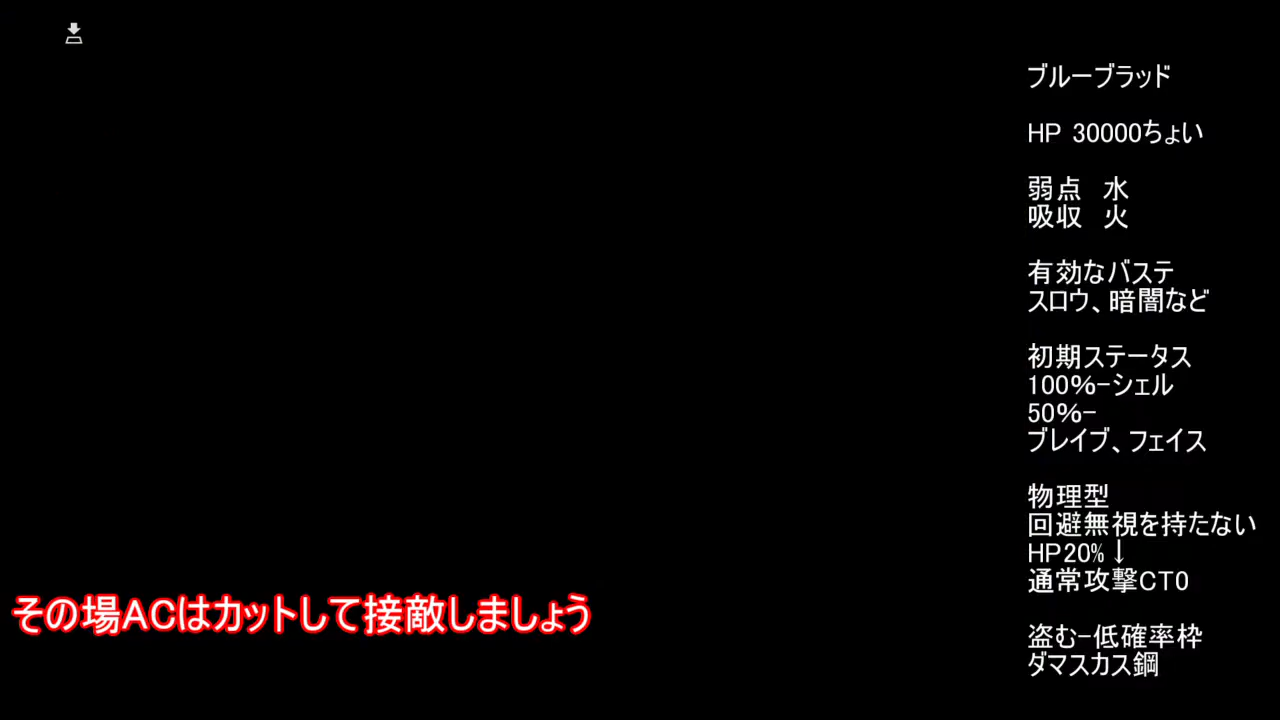 ブルーブラッド
HP 30000ちょい
弱点　水
吸収　火
有効なバステ
スロウ、暗闇など
初期ステータス
100%-シェル
50%-
ブレイブ、フェイス
物理型
回避無視を持たない
HP20%↓
通常攻撃CT0
盗む-低確率枠
ダマスカス鋼
その場ACはカットして接敵しましょう